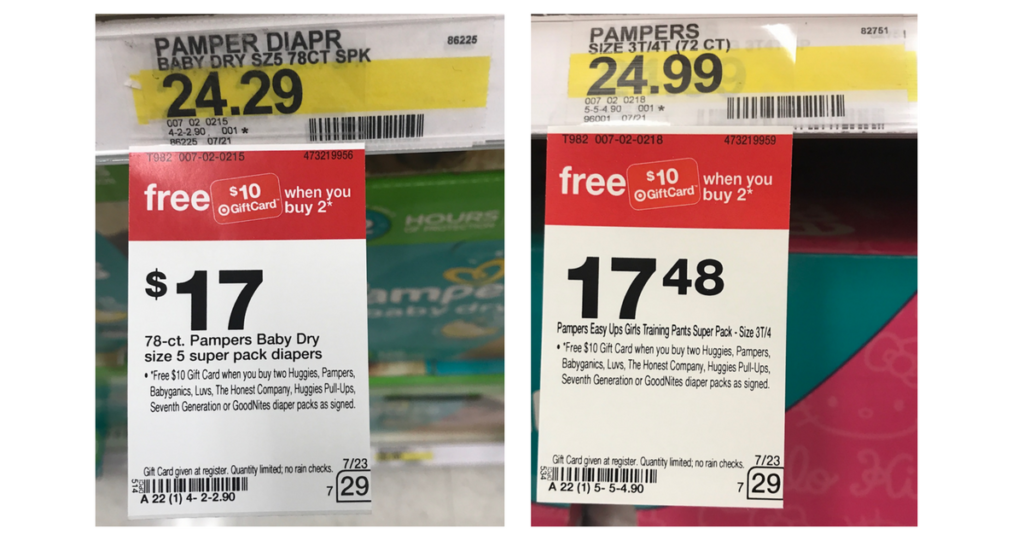 PAMPER DIAPR
86225
BABY DRY SZ5 78CT SPK
24.29
007 02 0215
4-2-2.90 001 *
86225 07/21
T982 007-02-0215 473219956
free $10 GiftCard when you buy 2*
$17
78-ct. Pampers Baby Dry
size 5 super pack diapers
• *Free $10 Gift Card when you buy two Huggies, Pampers,
Babyganics, Luvs, The Honest Company, Huggies Pull-Ups,
Seventh Generation or GoodNites diaper packs as signed.
Gift Card given at register. Quantity limited; no rain checks. 7/23
A 22 (1) 4- 2-2.90
7 29
HOURS
OF PROTECTION
ampe
baby dry
PAMPERS
82751
SIZE 3T/4T (72 CT)
24.99
007 02 0218
5-5-4.90 001 *
96001 07/21
T982 007-02-0218 473219959
free $10 GiftCard when you buy 2*
17 48
Pampers Easy Ups Girls Training Pants Super Pack - Size 3T/4
• *Free $10 Gift Card when you buy two Huggies, Pampers,
Babyganics, Luvs, The Honest Company, Huggies Pull-Ups,
Seventh Generation or GoodNites diaper packs as signed.
Gift Card given at register. Quantity limited; no rain checks. 7/23
A 22 (1) 5- 5-4.90
7 29